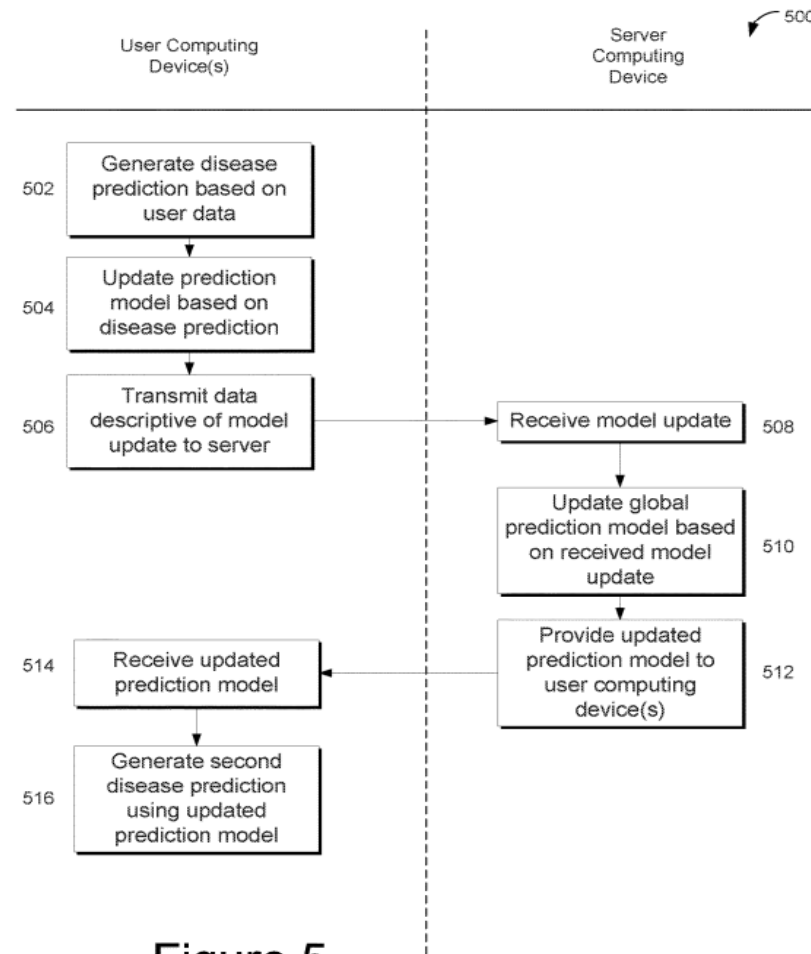 500
User Computing
Device(s)
Server
Computing
Device
502
Generate disease
prediction based on
user data
504
Update prediction
model based on
disease prediction
506
Transmit data
descriptive of model
update to server
Receive model update
508
Update global
prediction model based
on received model
update
510
Provide updated
prediction model to
user computing
device(s)
512
514
Receive updated
prediction model
516
Generate second
disease prediction
using updated
prediction model
Figure 5